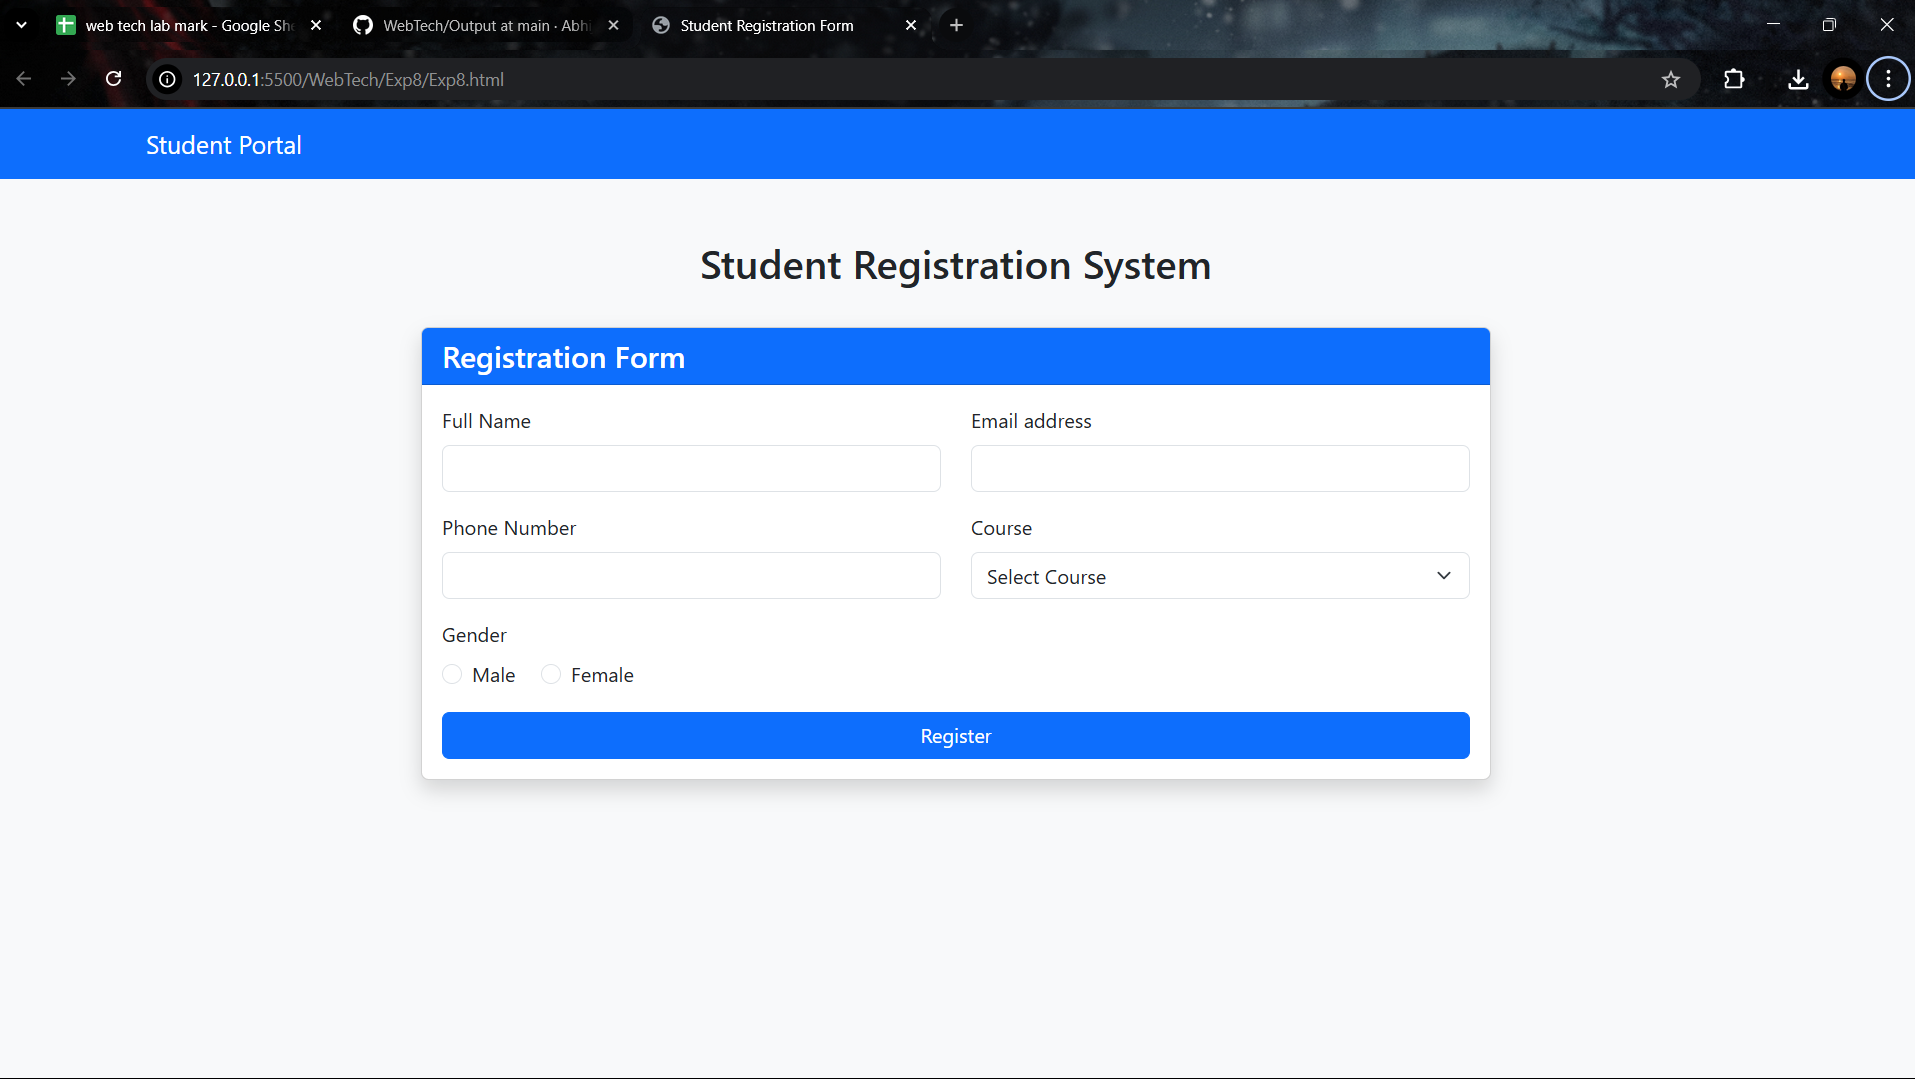 web tech lab mark - Google She
WebTech/Output at main · Abhi
Student Registration Form
127.0.0.1:5500/WebTech/Exp8/Exp8.html
Student Portal
Student Registration System
Registration Form
Full Name
Email address
Phone Number
Course
Select Course
Gender
Male
Female
Register